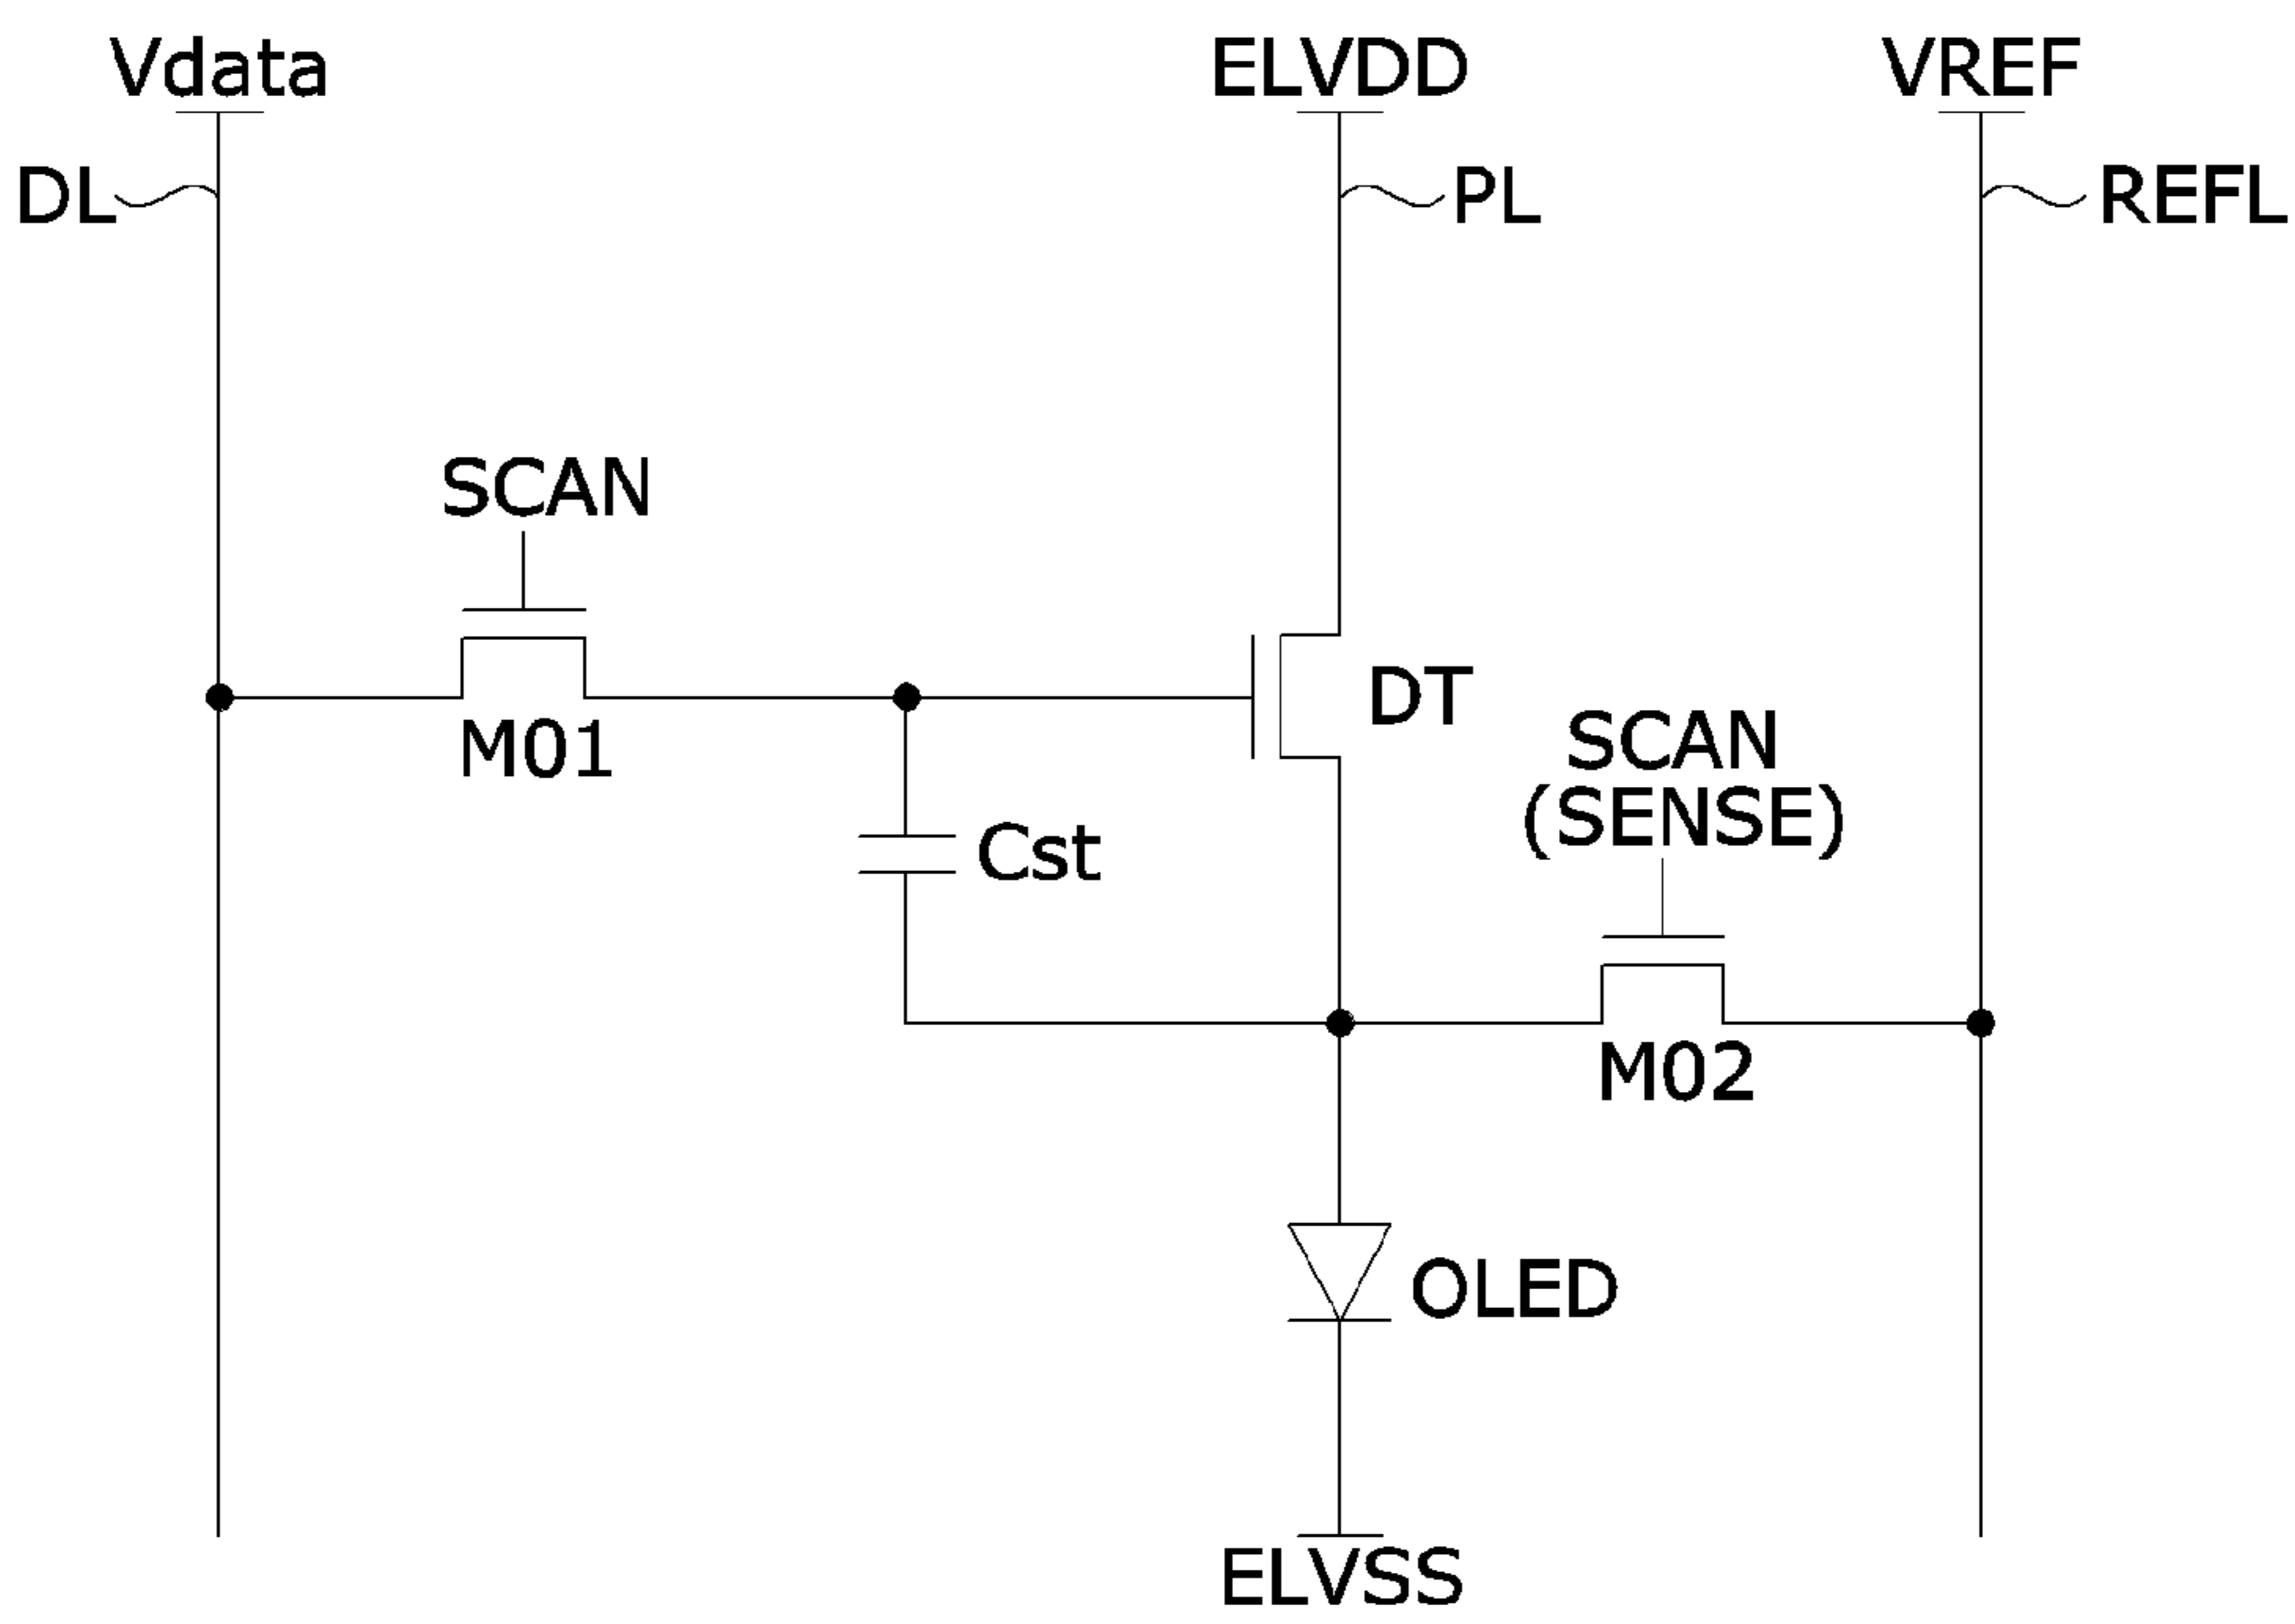 Vdata
ELVDD
VREF
DL
PL
REFL
SCAN
M01
DT
SCAN
(SENSE)
Cst
M02
OLED
ELVSS